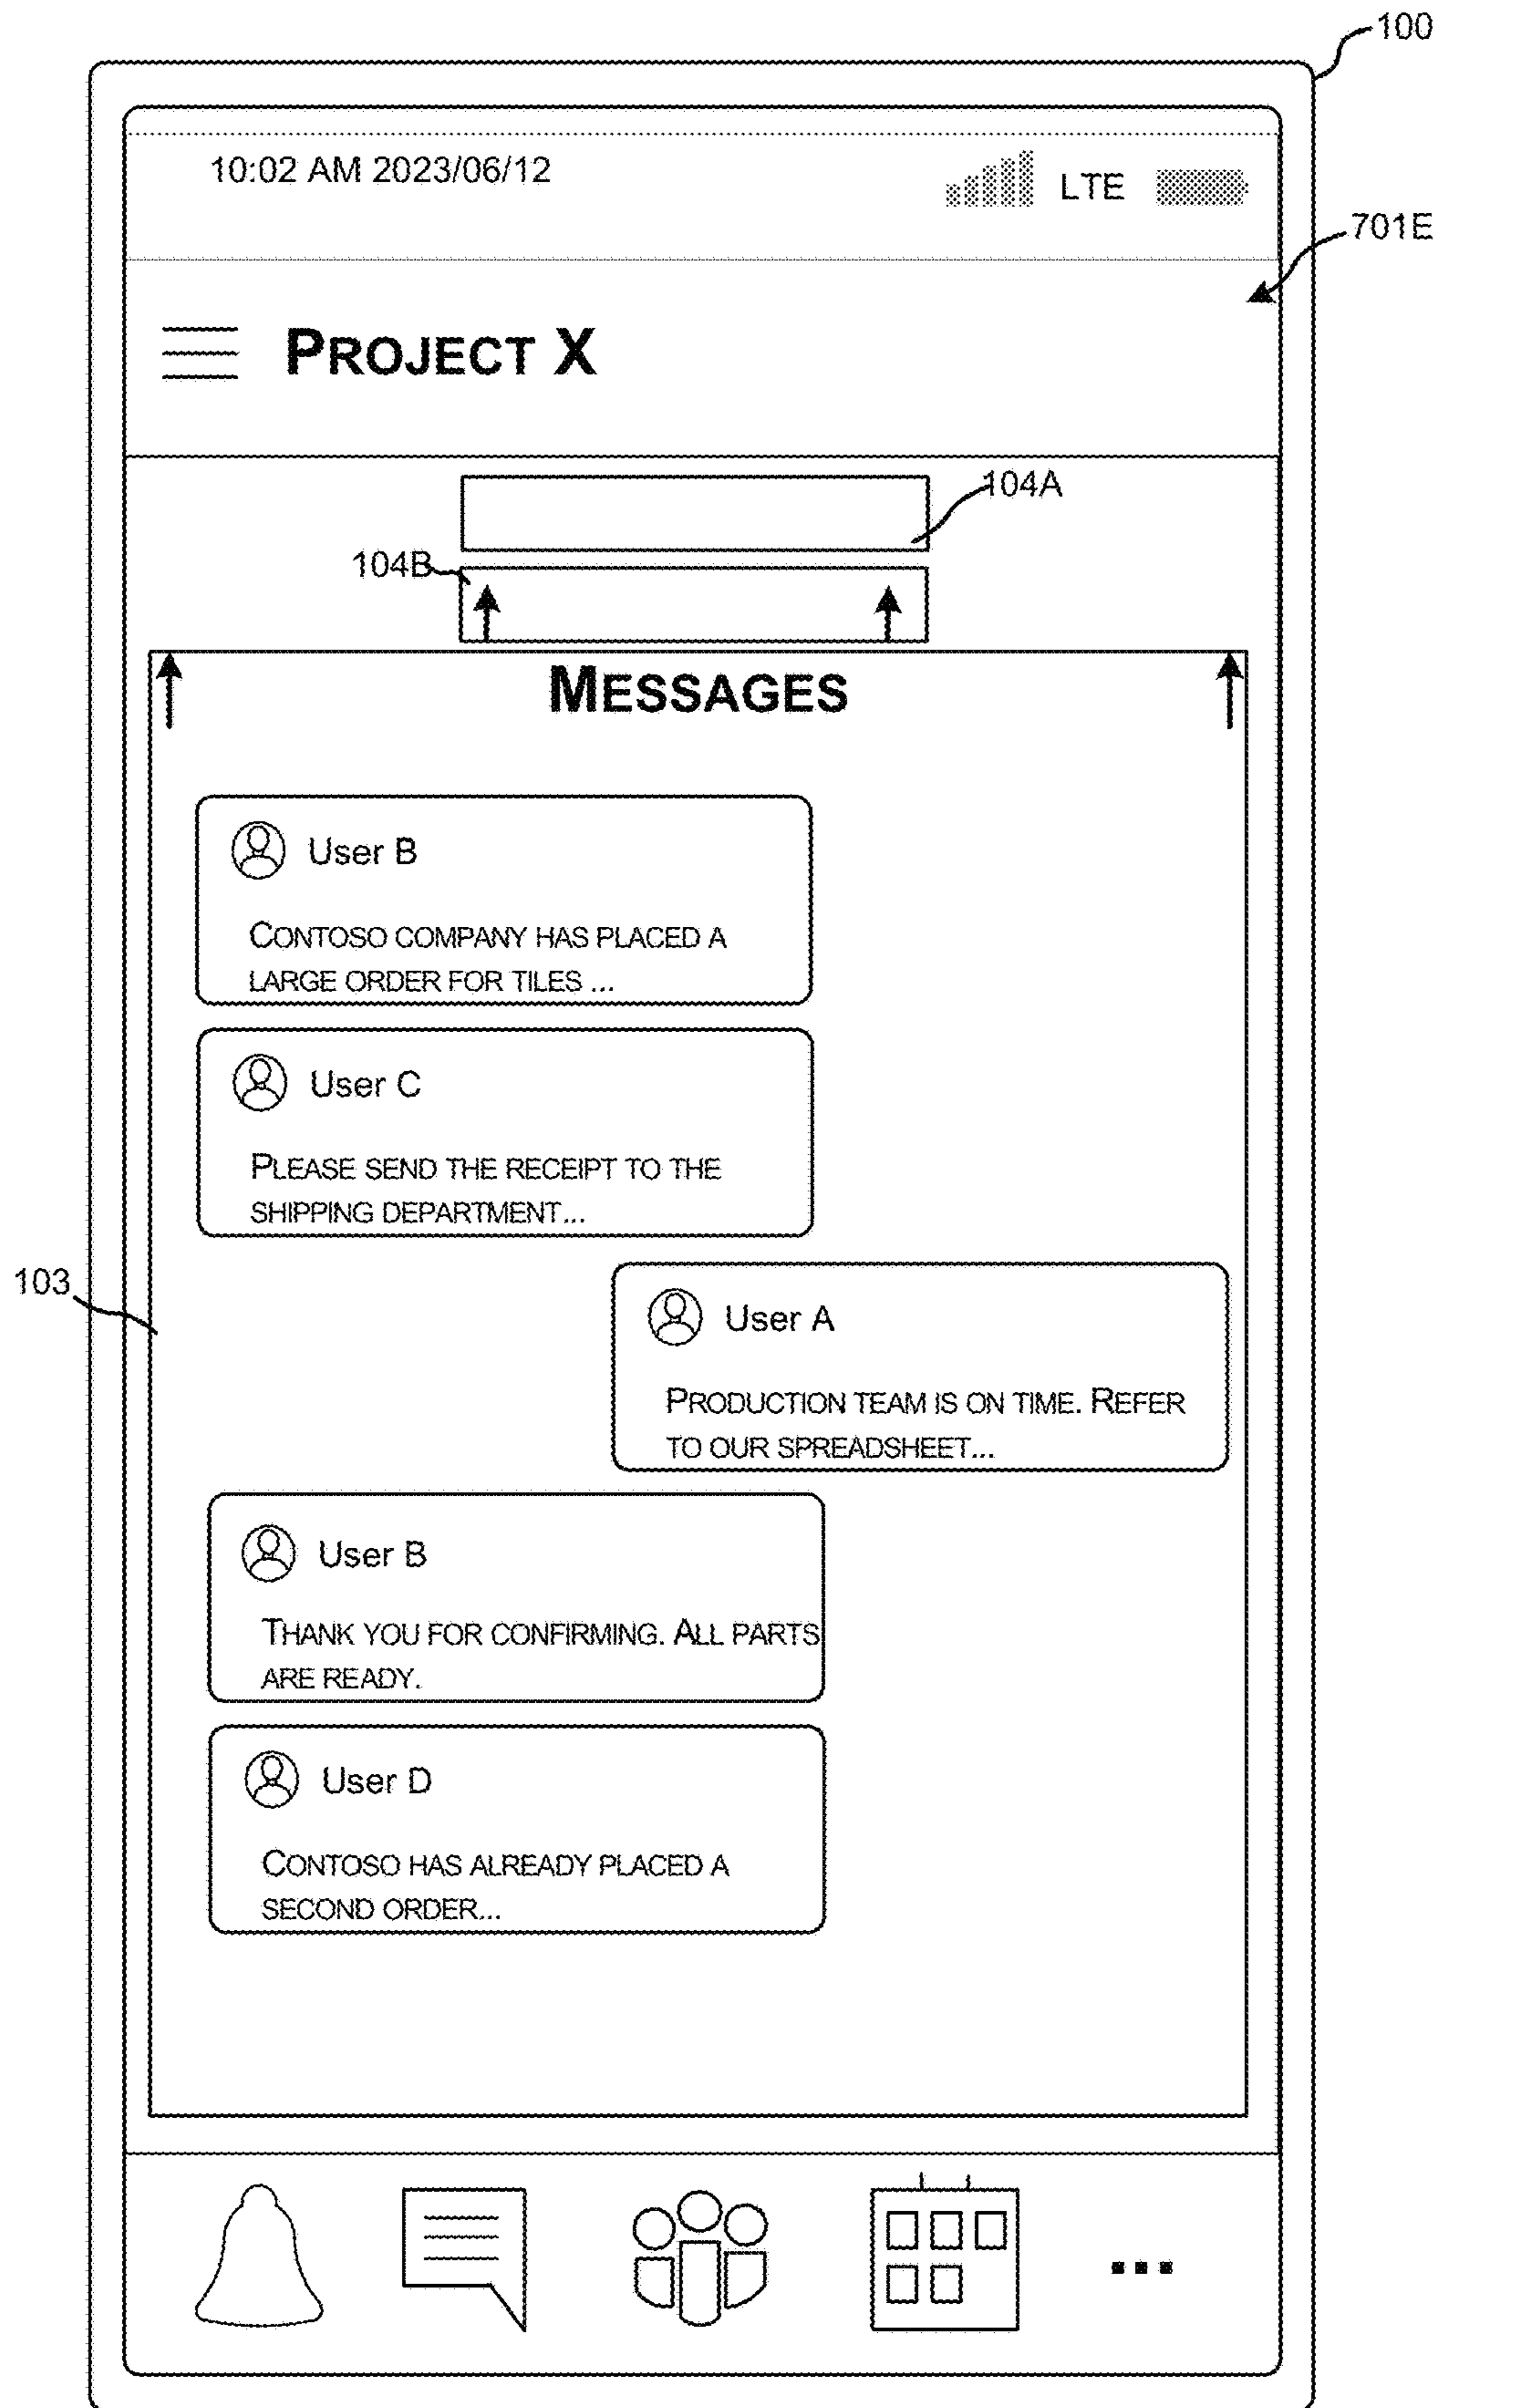 100
10:02 AM 2023/06/12
LTE
701E
PROJECT X
104A
104B
MESSAGES
User B
CONTOSO COMPANY HAS PLACED A
LARGE ORDER FOR TILES ...
User C
PLEASE SEND THE RECEIPT TO THE
SHIPPING DEPARTMENT...
103
User A
PRODUCTION TEAM IS ON TIME. REFER
TO OUR SPREADSHEET...
User B
THANK YOU FOR CONFIRMING. ALL PARTS
ARE READY.
User D
CONTOSO HAS ALREADY PLACED A
SECOND ORDER...
...